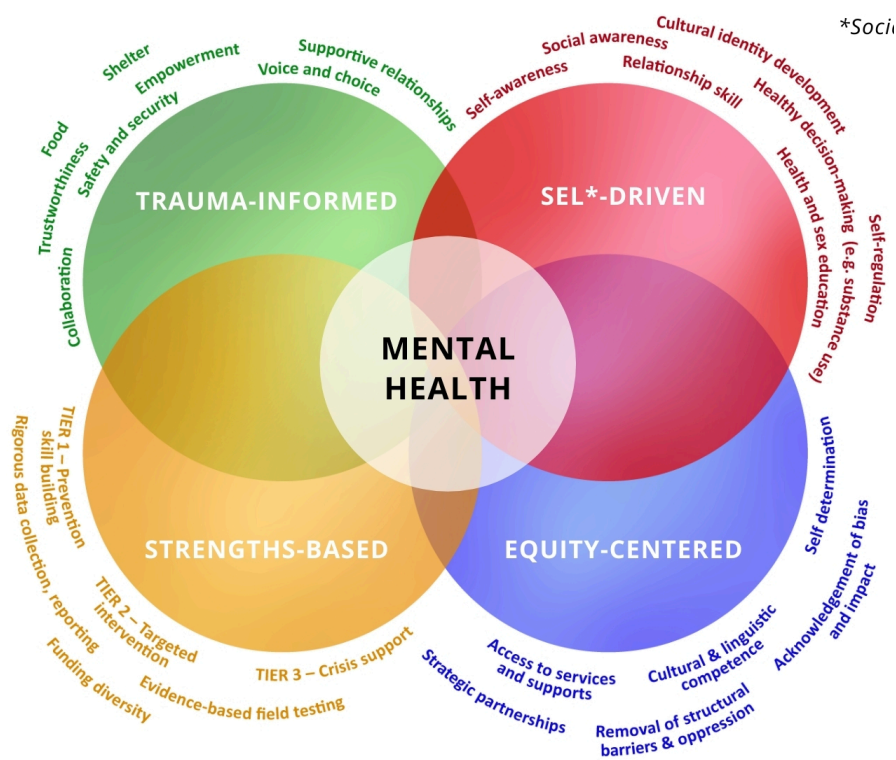 *Socie
Shelter
Empowerment
Supportive relationships
Voice and choice
Food
Trustworthiness
Safety and security
Collaboration
TRAUMA-INFORMED
Self-awareness
Social awareness
Cultural identity development
Relationship skill
Healthy decision-making (e.g. substance use)
Health and sex education
Self-regulation
SEL*-DRIVEN
MENTAL
HEALTH
STRENGTHS-BASED
TIER 1 – Prevention
skill building
Rigorous data collection, reporting
TIER 2 – Targeted
intervention
Funding diversity
TIER 3 – Crisis support
Evidence-based field testing
EQUITY-CENTERED
Self determination
Acknowledgement of bias
and impact
Cultural & linguistic
competence
Access to services
and supports
Strategic partnerships
Removal of structural
barriers & oppression